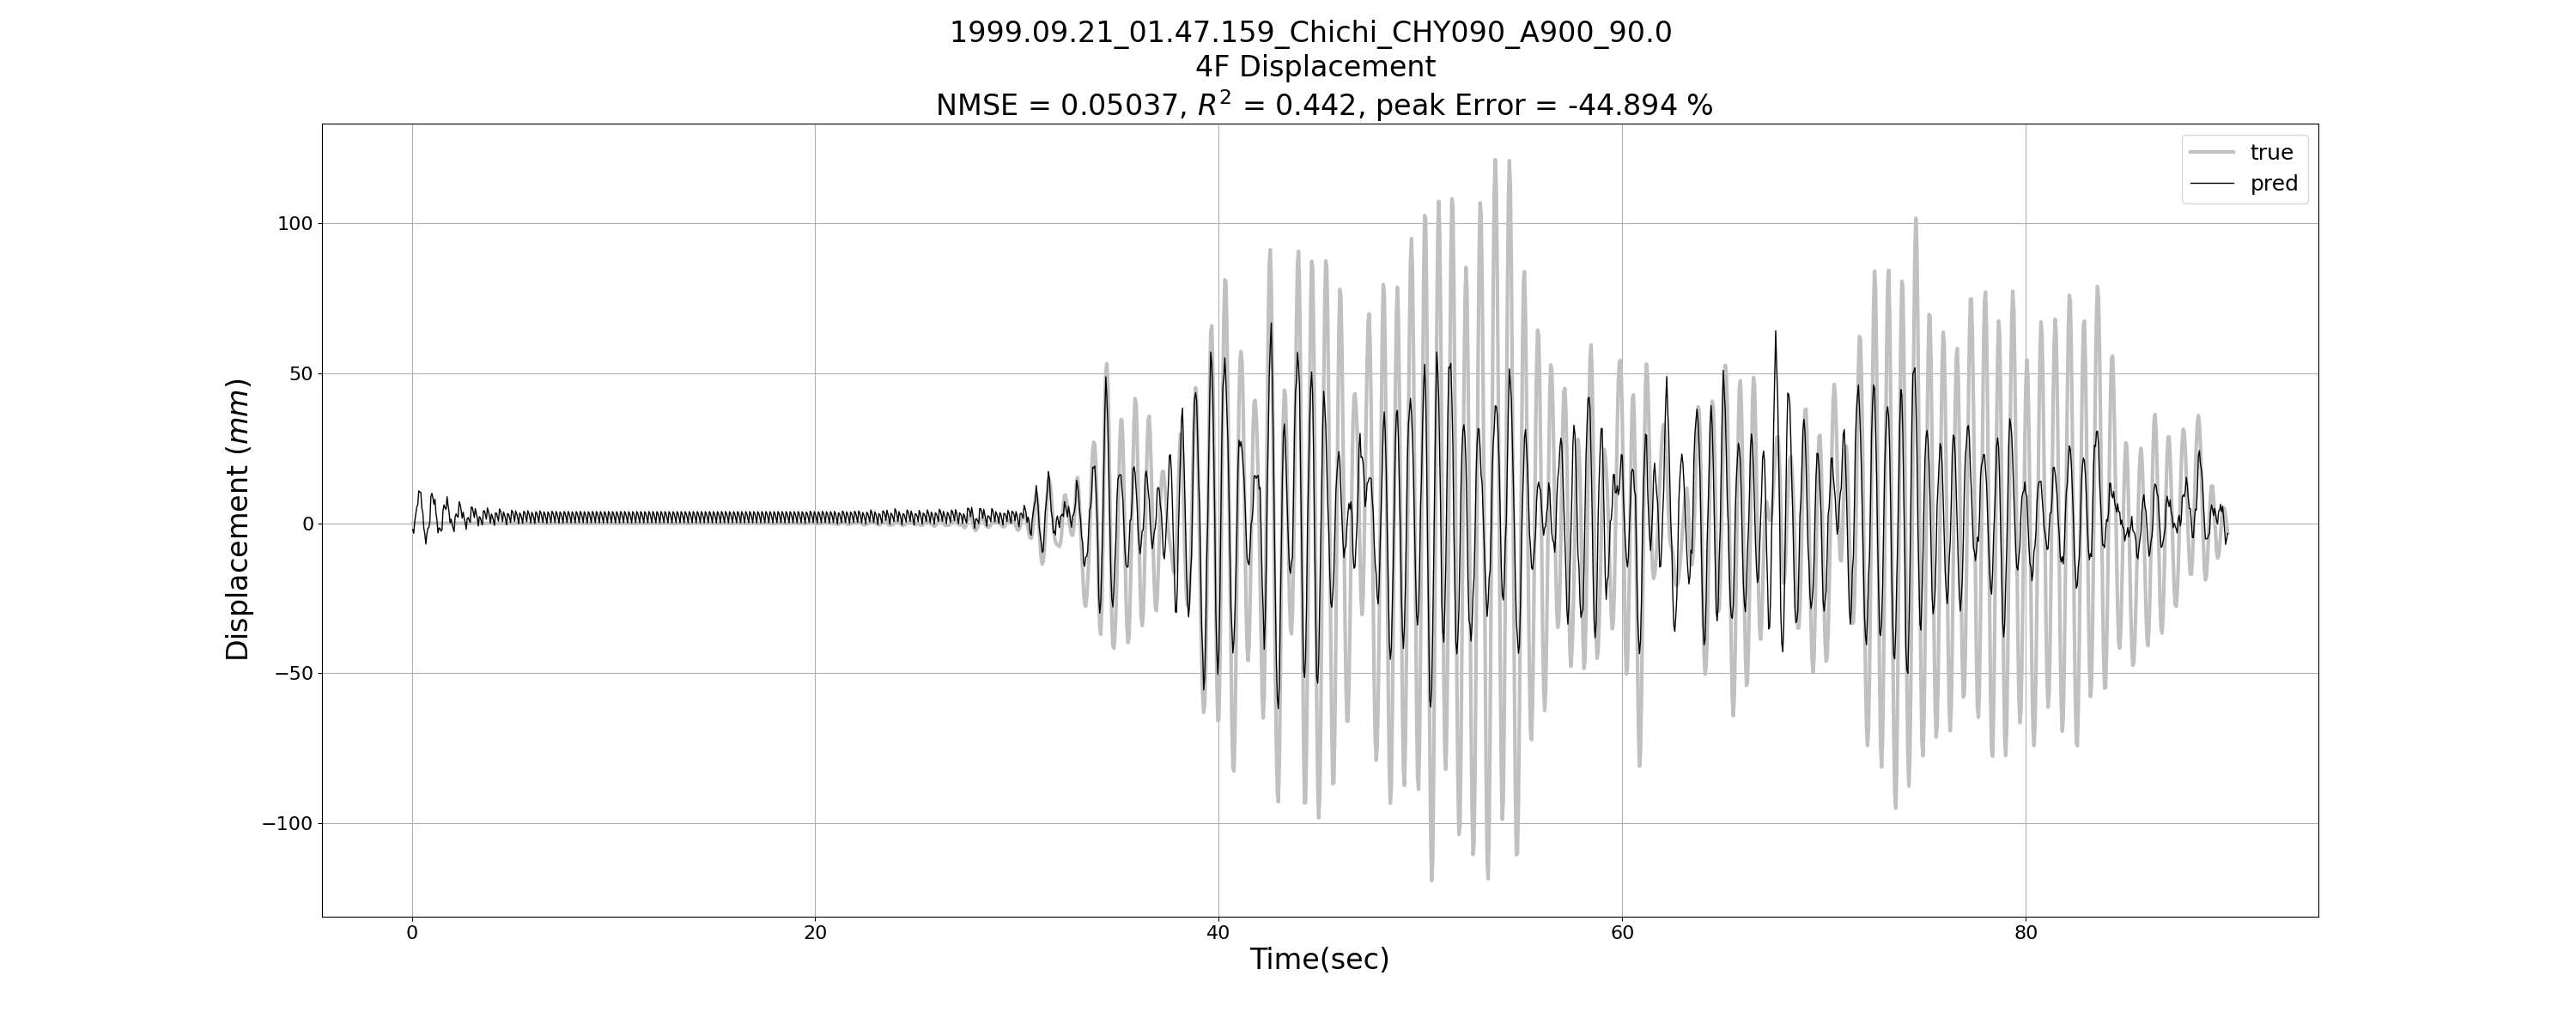 1999.09.21_01.47.159_Chichi_CHY090_A900_90.0
4F Displacement
NMSE = 0.05037, R² = 0.442, peak Error = -44.894 %
true
pred
Displacement (mm)
100
50
0
−50
−100
0 20 40 60 80
Time(sec)